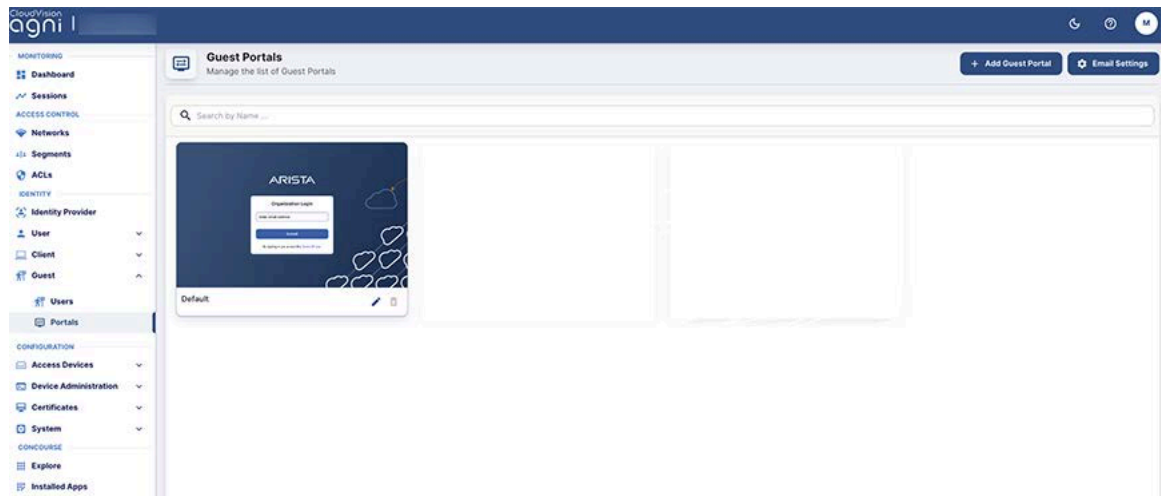 CloudVision
agni
MONITORING
Dashboard
Sessions
ACCESS CONTROL
Networks
Segments
ACLs
IDENTITY
Identity Provider
User
Client
Guest
Users
Portals
CONFIGURATION
Access Devices
Device Administration
Certificates
System
CONCOURSE
Explore
Installed Apps
M
Guest Portals
Manage the list of Guest Portals
+ Add Guest Portal
Email Settings
Search by Name ...
ARISTA
Organization Login
Default